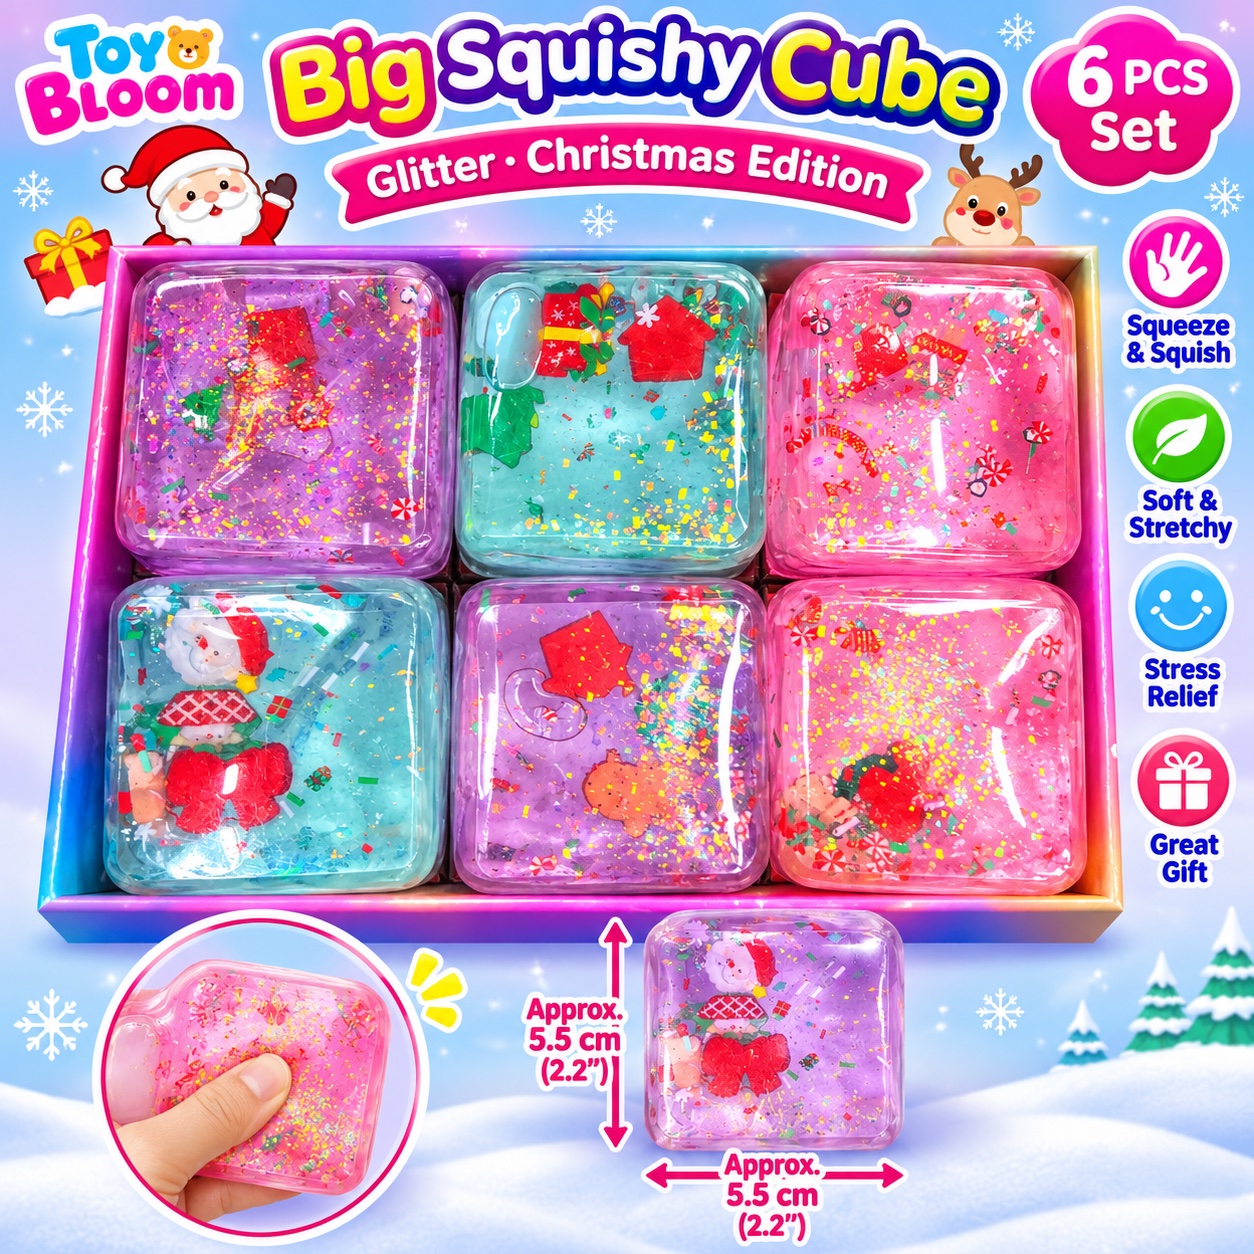 Toy
Bloom
Big Squishy Cube
Glitter · Christmas Edition
6 PCS
Set
Squeeze
& Squish
Soft &
Stretchy
Stress
Relief
Great
Gift
Approx.
5.5 cm
(2.2”)
Approx.
5.5 cm
(2.2”)